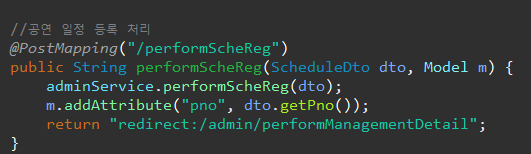 //공연 일정 등록 처리
@PostMapping("/performScheReg")
public String performScheReg(ScheduleDto dto, Model m) {
    adminService.performScheReg(dto);
    m.addAttribute("pno", dto.getPno());
    return "redirect:/admin/performManagementDetail";
}